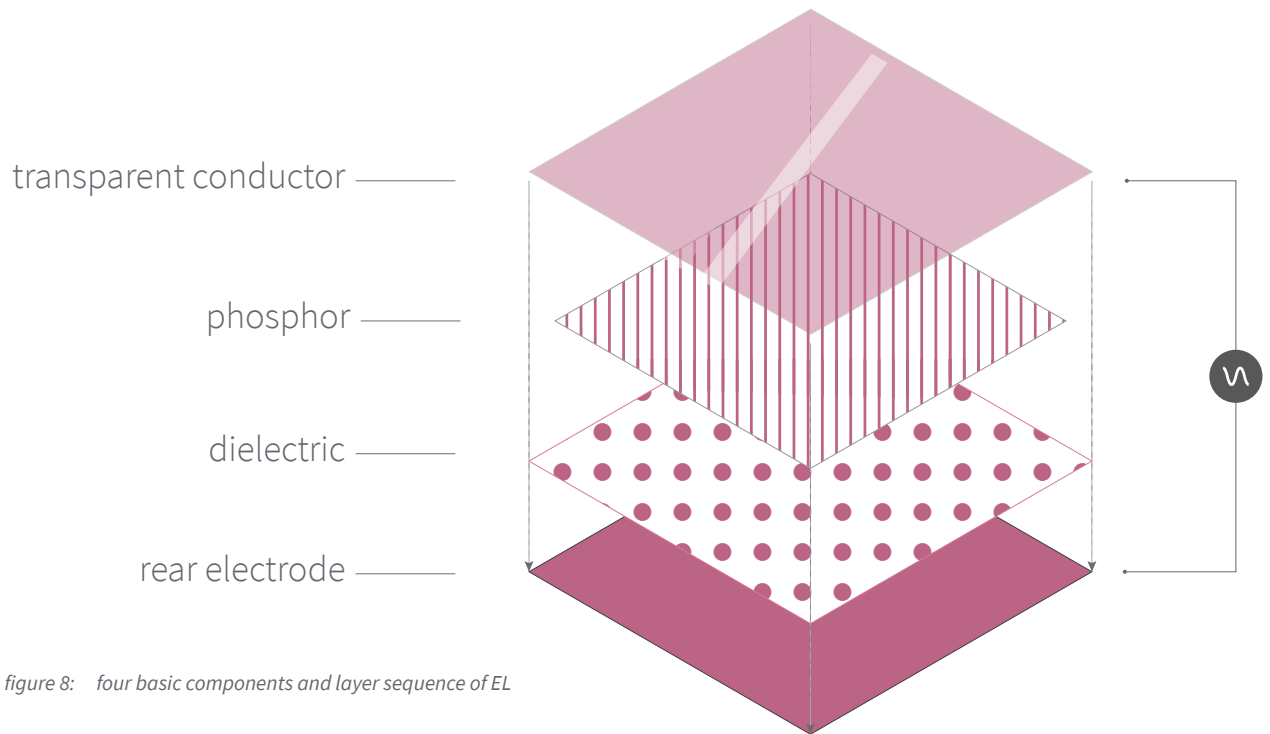 transparent conductor
phosphor
dielectric
rear electrode
figure 8: four basic components and layer sequence of EL